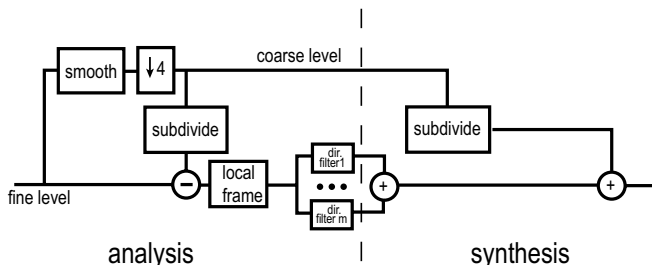 coarse level
smooth
↓4
subdivide
subdivide
dir.
filter1
local
frame
•••
−
+
+
fine level
dir.
filter m
analysis
synthesis